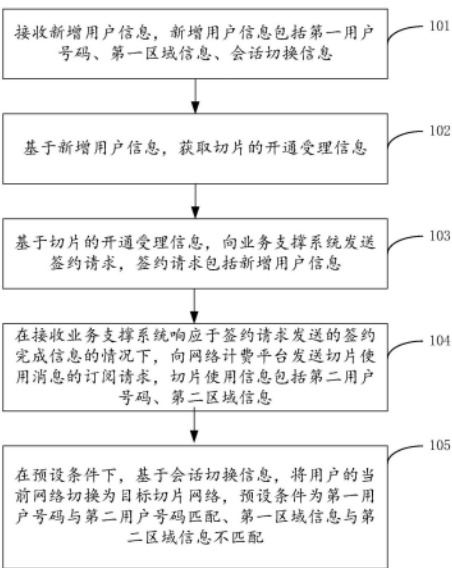 接收新增用户信息，新增用户信息包括第一用户
号码、第一区域信息、会话切换信息
101
基于新增用户信息，获取切片的开通受理信息
102
基于切片的开通受理信息，向业务支撑系统发送
签约请求，签约请求包括新增用户信息
103
在接收业务支撑系统响应于签约请求发送的签约
完成信息的情况下，向网络计费平台发送切片使
用消息的订阅请求，切片使用信息包括第二用户
号码、第二区域信息
104
在预设条件下，基于会话切换信息，将用户的当
前网络切换为目标切片网络，预设条件为第一用
户号码与第二用户号码匹配、第一区域信息与第
二区域信息不匹配
105